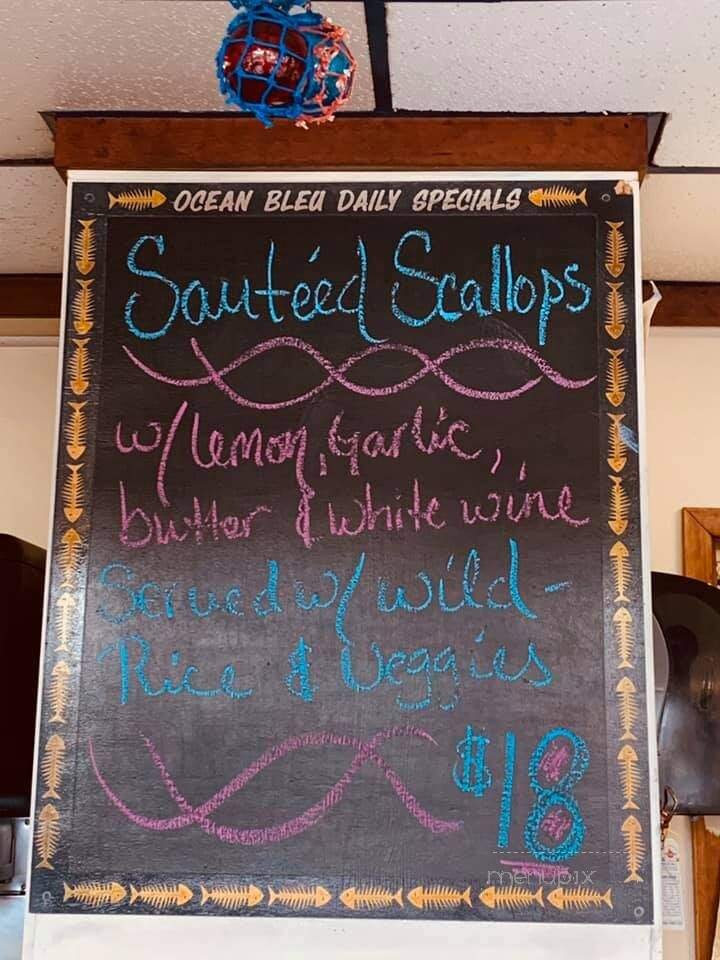 OCEAN BLEU DAILY SPECIALS
Sautéed Scallops
w/ lemon, Garlic,
butter & white wine
Served w/ wild-
Rice & Veggies
$18
menupix